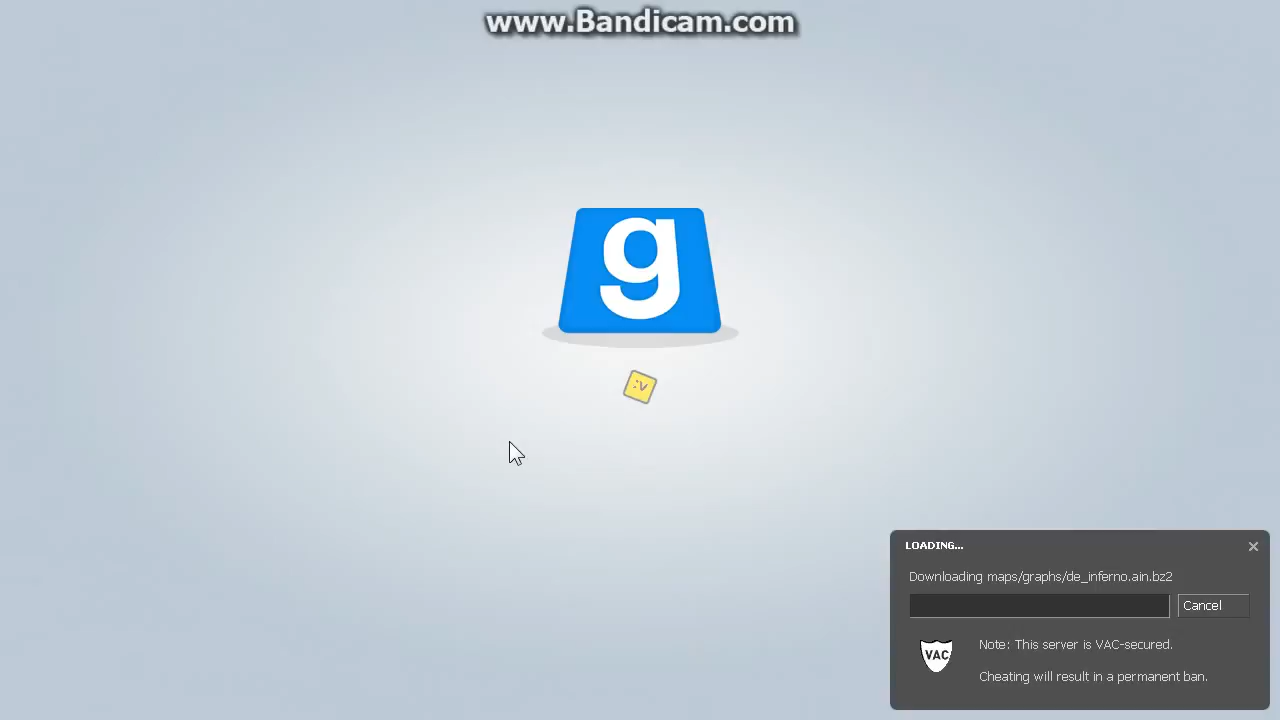 www.Bandicam.com
g
:v
LOADING...
Downloading maps/graphs/de_inferno.ain.bz2
Cancel
VAC
Note: This server is VAC-secured.
Cheating will result in a permanent ban.